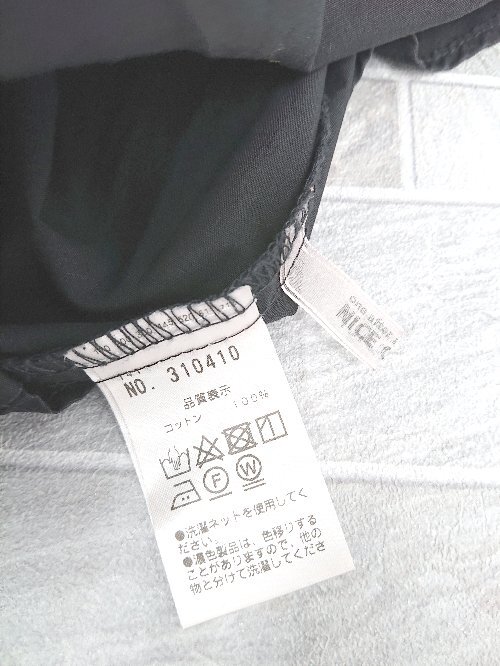 NO. 310410
品質表示
コットン 100%
F W
●洗濯ネットを使用してく
ださい。
●濃色製品は、色移りする
ことがありますので、他の
物と分けて洗濯してくださ
NICE